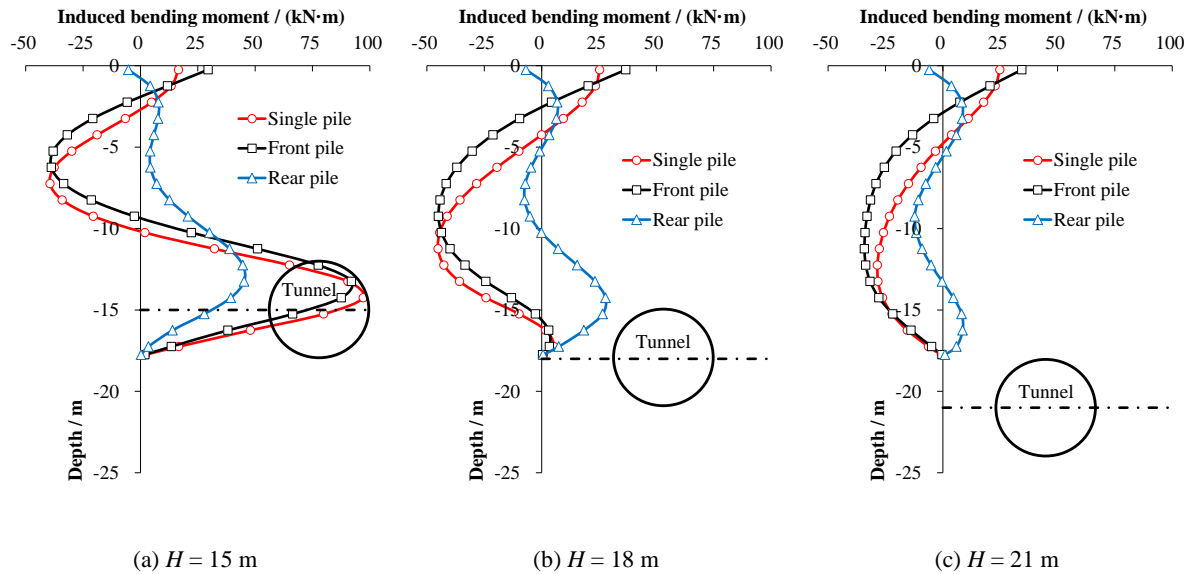 Induced bending moment / (kN·m)
-50 -25 0 25 50 75 100
0
-5
-10
-15
-20
-25
Depth / m
Single pile
Front pile
Rear pile
Tunnel
(a) H = 15 m
Induced bending moment / (kN·m)
-50 -25 0 25 50 75 100
0
-5
-10
-15
-20
-25
Depth / m
Single pile
Front pile
Rear pile
Tunnel
(b) H = 18 m
Induced bending moment / (kN·m)
-50 -25 0 25 50 75 100
0
-5
-10
-15
-20
-25
Depth / m
Single pile
Front pile
Rear pile
Tunnel
(c) H = 21 m